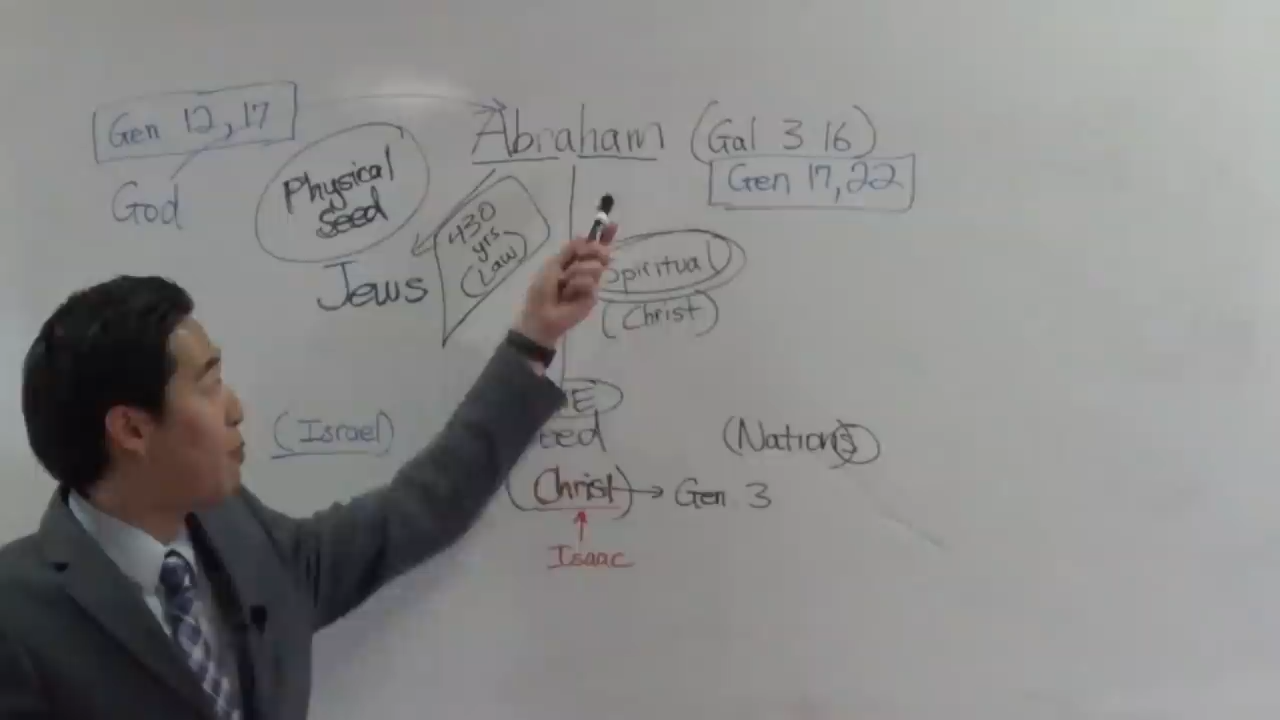 Gen 12, 17
God
Physical
Seed
Abraham (Gal 3 16)
Gen 17, 22
Jews
430
yrs
(Law)
Spiritual
(Christ)
(Israel)
(Nations)
(Christ) → Gen 3
Isaac